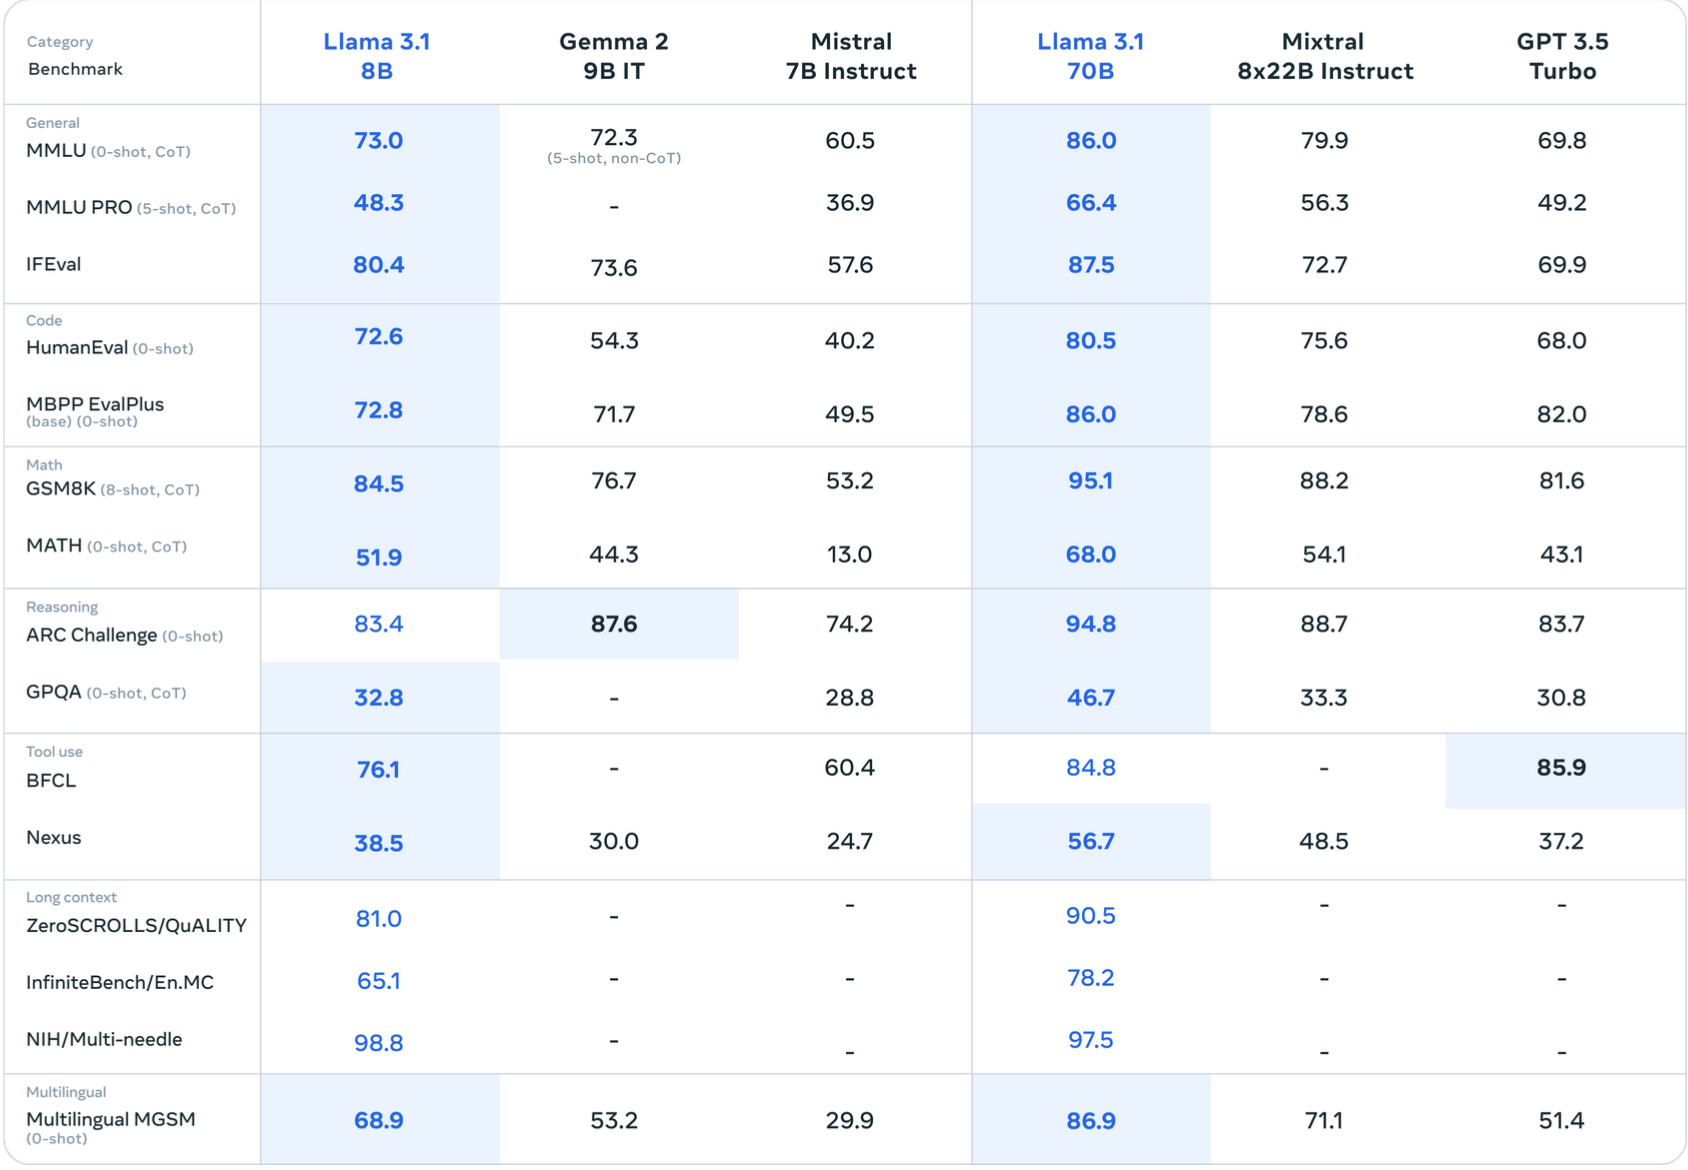 Category
Benchmark
Llama 3.1
8B
Gemma 2
9B IT
Mistral
7B Instruct
Llama 3.1
70B
Mixtral
8x22B Instruct
GPT 3.5
Turbo
General
MMLU (0-shot, CoT) 73.0 72.3 60.5 86.0 79.9 69.8
(5-shot, non-CoT)
MMLU PRO (5-shot, CoT) 48.3 - 36.9 66.4 56.3 49.2
IFEval 80.4 73.6 57.6 87.5 72.7 69.9
Code
HumanEval (0-shot) 72.6 54.3 40.2 80.5 75.6 68.0
MBPP EvalPlus 72.8 71.7 49.5 86.0 78.6 82.0
(base) (0-shot)
Math
GSM8K (8-shot, CoT) 84.5 76.7 53.2 95.1 88.2 81.6
MATH (0-shot, CoT) 51.9 44.3 13.0 68.0 54.1 43.1
Reasoning
ARC Challenge (0-shot) 83.4 87.6 74.2 94.8 88.7 83.7
GPQA (0-shot, CoT) 32.8 - 28.8 46.7 33.3 30.8
Tool use
BFCL 76.1 - 60.4 84.8 - 85.9
Nexus 38.5 30.0 24.7 56.7 48.5 37.2
Long context
ZeroSCROLLS/QuALITY 81.0 - - 90.5 - -
InfiniteBench/En.MC 65.1 - - 78.2 - -
NIH/Multi-needle 98.8 - - 97.5 - -
Multilingual
Multilingual MGSM 68.9 53.2 29.9 86.9 71.1 51.4
(0-shot)